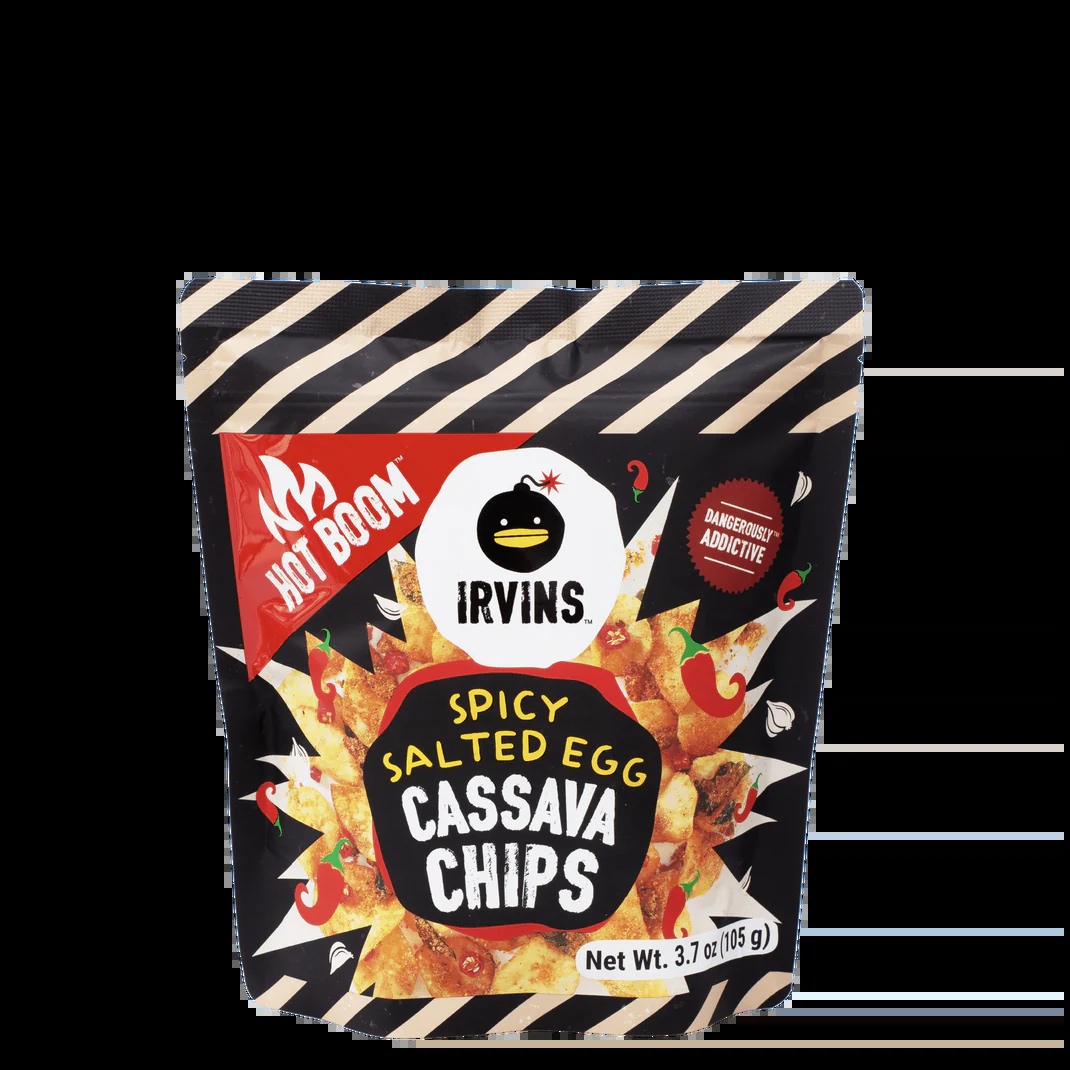 HOT BOOM™
IRVINS™
DANGEROUSLY™
ADDICTIVE
SPICY
SALTED EGG
CASSAVA
CHIPS
Net Wt. 3.7 oz (105 g)